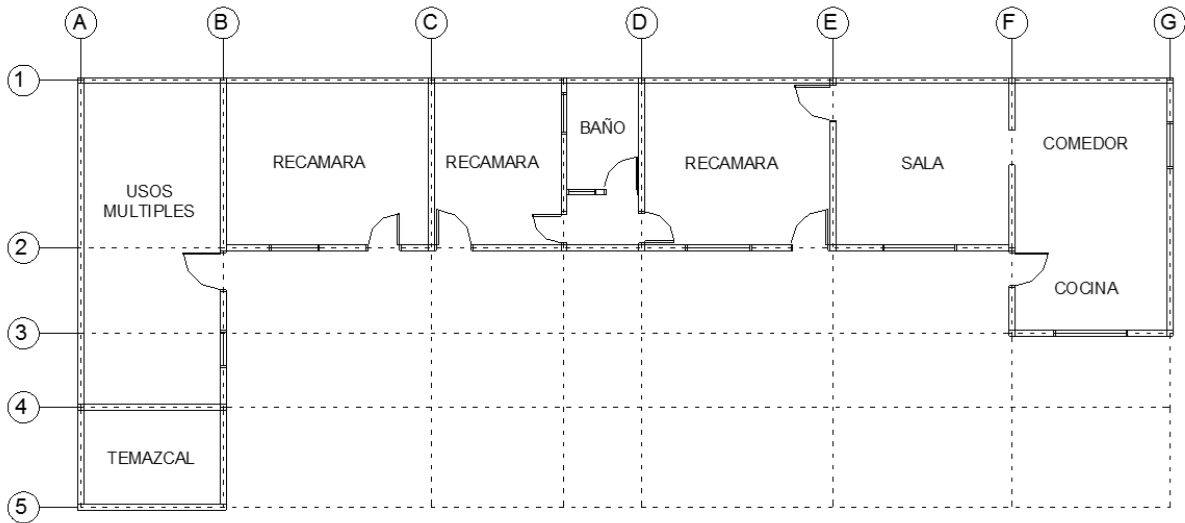 A
B
C
D
E
F
G
1
BAÑO
COMEDOR
RECAMARA
RECAMARA
RECAMARA
SALA
USOS
MULTIPLES
2
COCINA
3
4
TEMAZCAL
5